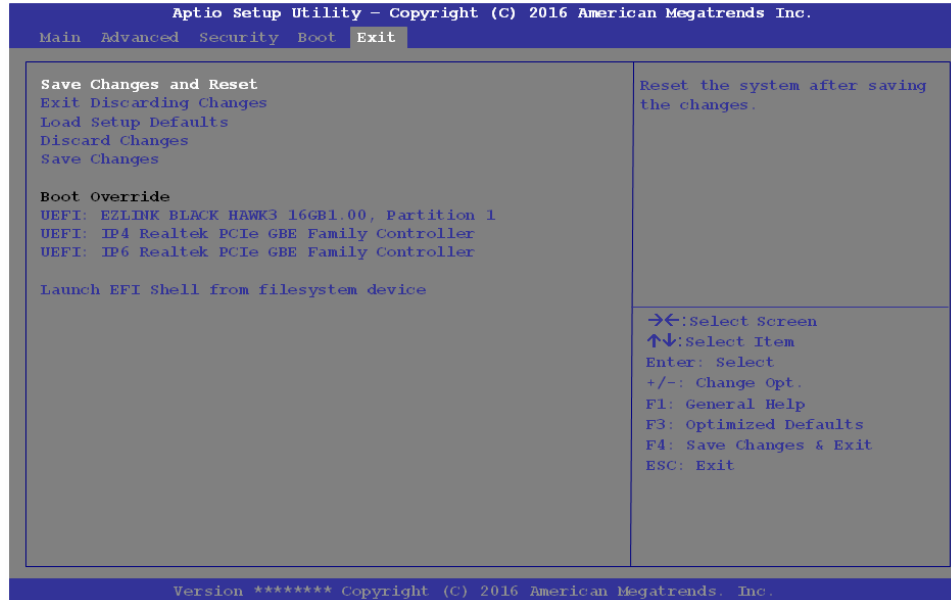 Aptio Setup Utility – Copyright (C) 2016 American Megatrends Inc.
Main Advanced Security Boot Exit
Save Changes and Reset
Exit Discarding Changes
Load Setup Defaults
Discard Changes
Save Changes
Boot Override
UEFI: EZLINK BLACK HAWK3 16GB1.00, Partition 1
UEFI: IP4 Realtek PCIe GBE Family Controller
UEFI: IP6 Realtek PCIe GBE Family Controller
Launch EFI Shell from filesystem device
Reset the system after saving
the changes.
→←:Select Screen
↑↓:Select Item
Enter: Select
+/-: Change Opt.
F1: General Help
F3: Optimized Defaults
F4: Save Changes & Exit
ESC: Exit
Version ******** Copyright (C) 2016 American Megatrends. Inc.